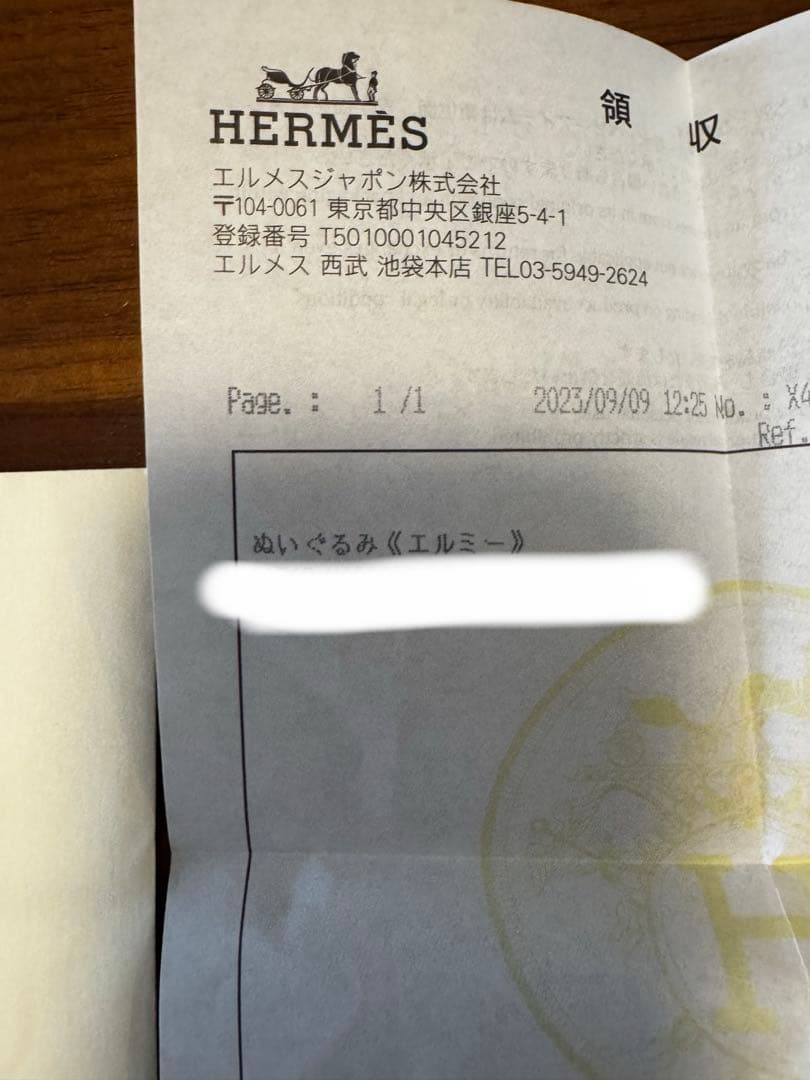 HERMÈS
領収
エルメスジャポン株式会社
〒104-0061 東京都中央区銀座5-4-1
登録番号 T5010001045212
エルメス 西武 池袋本店 TEL03-5949-2624
Page. : 1 /1 2023/09/09 12:25 No. : X4
Ref.
ぬいぐるみ《エルミー》
H